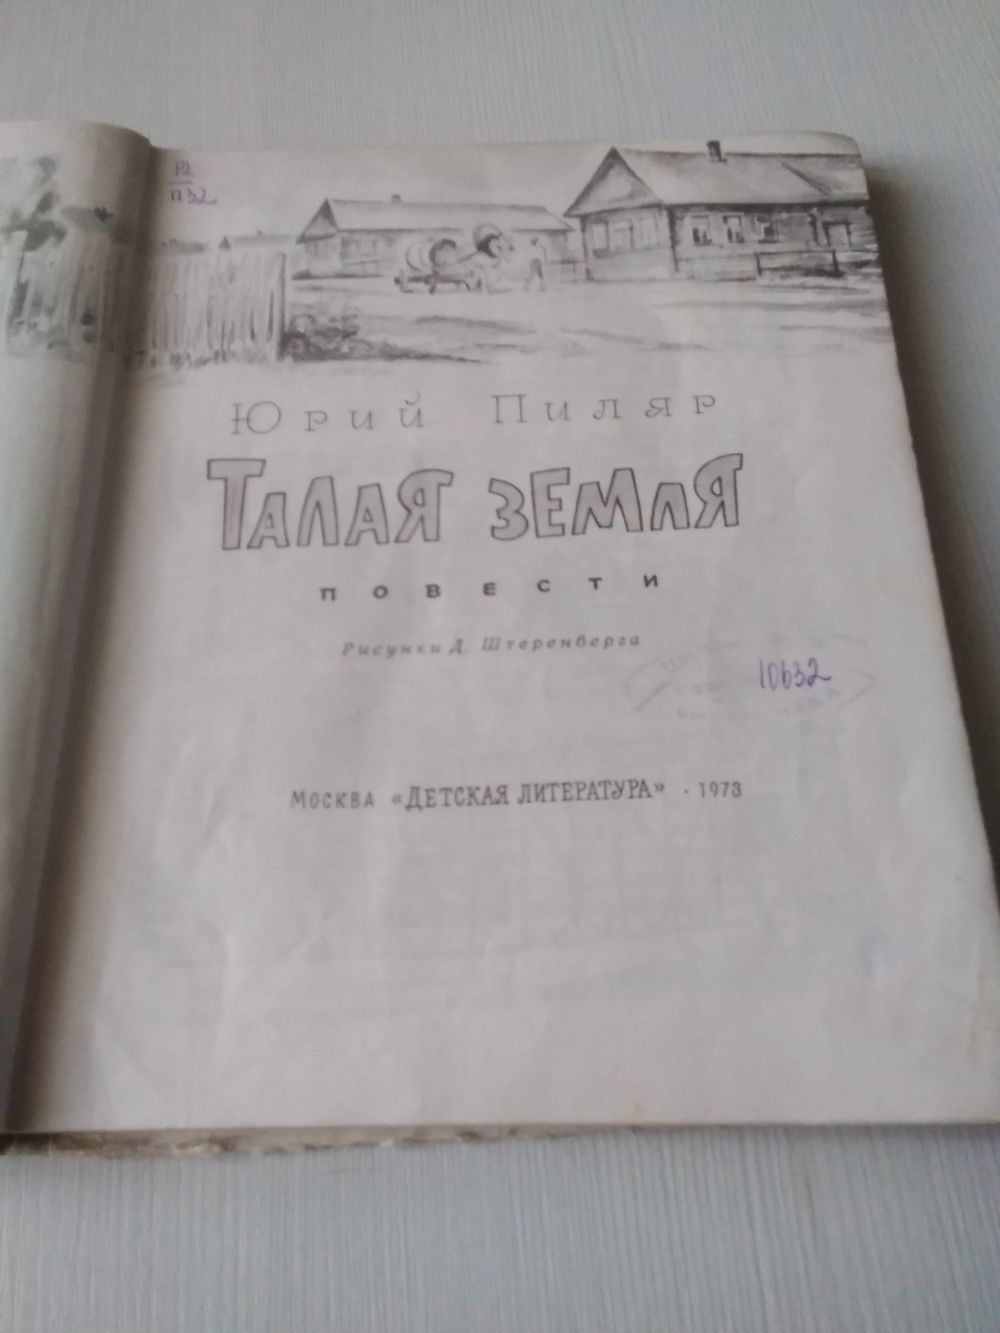 Р2
П32
Юрий Пиляр
Талая земля
повести
Рисунки Д. Штеренберга
10632
Москва «Детская литература» · 1973